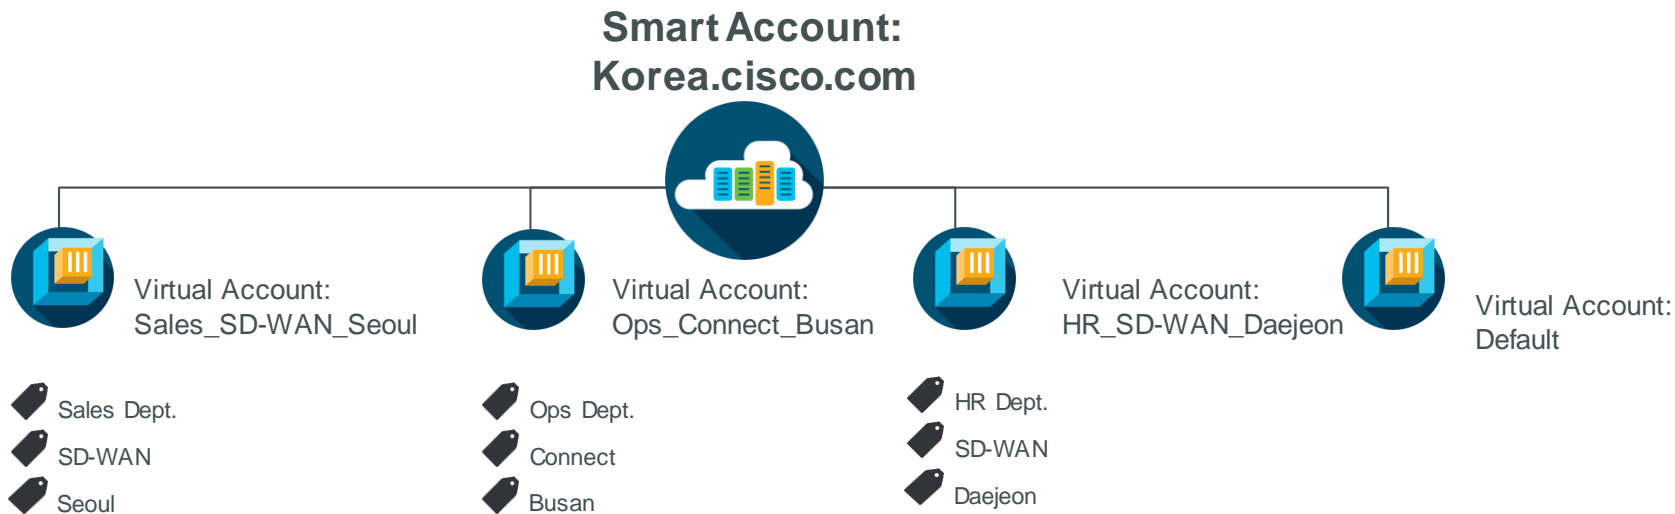 Smart Account:
Korea.cisco.com
Virtual Account:
Sales_SD-WAN_Seoul
Virtual Account:
Ops_Connect_Busan
Virtual Account:
HR_SD-WAN_Daejeon
Virtual Account:
Default
Sales Dept.
SD-WAN
Seoul
Ops Dept.
Connect
Busan
HR Dept.
SD-WAN
Daejeon